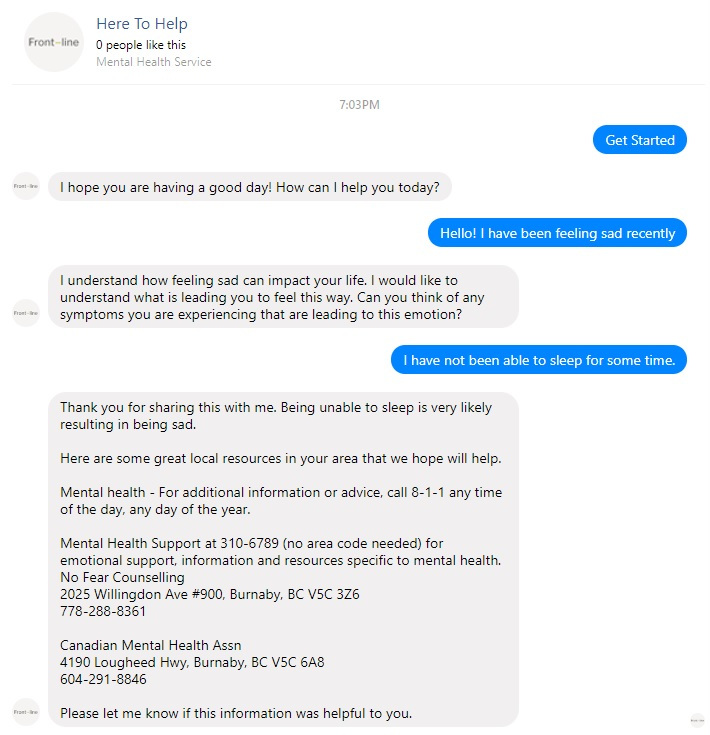 Front-line
Here To Help
0 people like this
Mental Health Service
7:03PM
Get Started
Front-line
I hope you are having a good day! How can I help you today?
Hello! I have been feeling sad recently
I understand how feeling sad can impact your life. I would like to
understand what is leading you to feel this way. Can you think of any
symptoms you are experiencing that are leading to this emotion?
Front-line
I have not been able to sleep for some time.
Thank you for sharing this with me. Being unable to sleep is very likely
resulting in being sad.
Here are some great local resources in your area that we hope will help.
Mental health - For additional information or advice, call 8-1-1 any time
of the day, any day of the year.
Mental Health Support at 310-6789 (no area code needed) for
emotional support, information and resources specific to mental health.
No Fear Counselling
2025 Willingdon Ave #900, Burnaby, BC V5C 3Z6
778-288-8361
Canadian Mental Health Assn
4190 Lougheed Hwy, Burnaby, BC V5C 6A8
604-291-8846
Please let me know if this information was helpful to you.
Front-line
Front-line